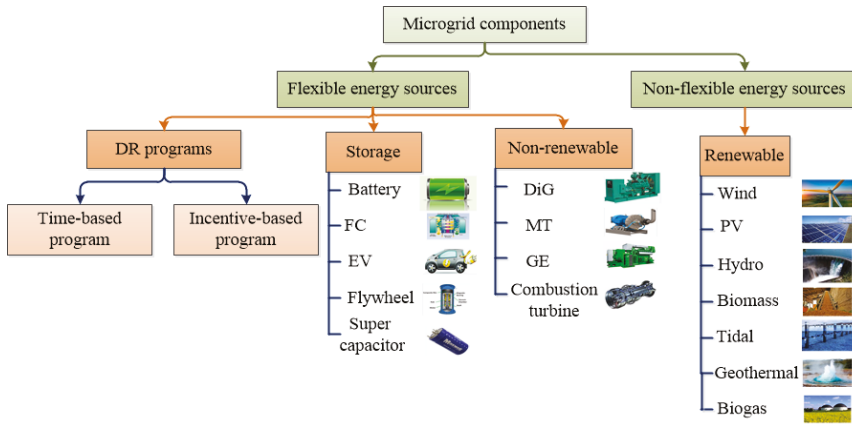 Microgrid components
Flexible energy sources
Non-flexible energy sources
DR programs
Time-based
program
Incentive-based
program
Storage
Battery
FC
EV
Flywheel
Super
capacitor
Non-renewable
DiG
MT
GE
Combustion
turbine
Renewable
Wind
PV
Hydro
Biomass
Tidal
Geothermal
Biogas